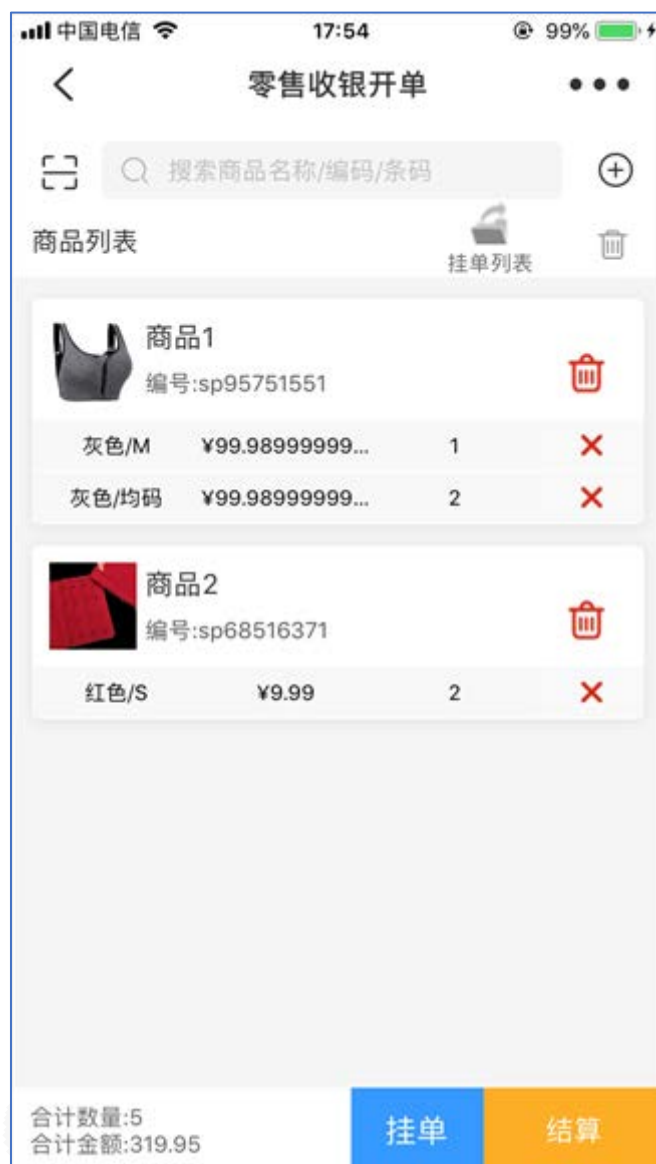 中国电信 17:54 99%
零售收银开单
搜索商品名称/编码/条码
商品列表
挂单列表
商品1
编号:sp95751551
灰色/M ¥99.98999999... 1
灰色/均码 ¥99.98999999... 2
商品2
编号:sp68516371
红色/S ¥9.99 2
合计数量:5
合计金额:319.95
挂单 结算